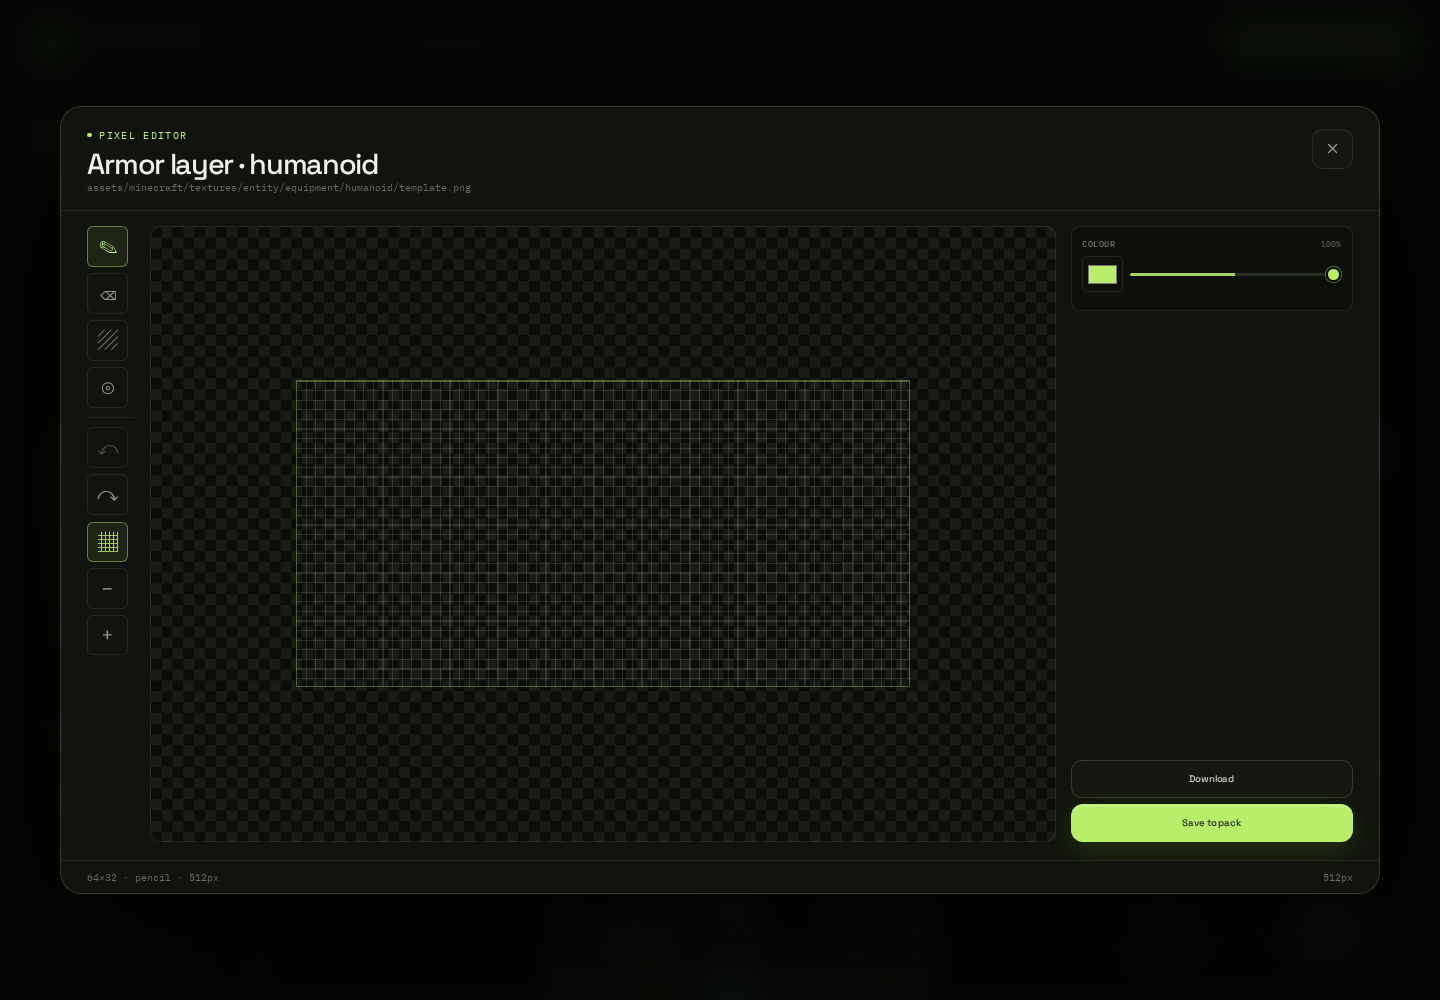 PIXEL EDITOR
Armor layer · humanoid
assets/minecraft/textures/entity/equipment/humanoid/template.png
COLOUR
100%
Download
Save to pack
64×32 · pencil · 512px
512px